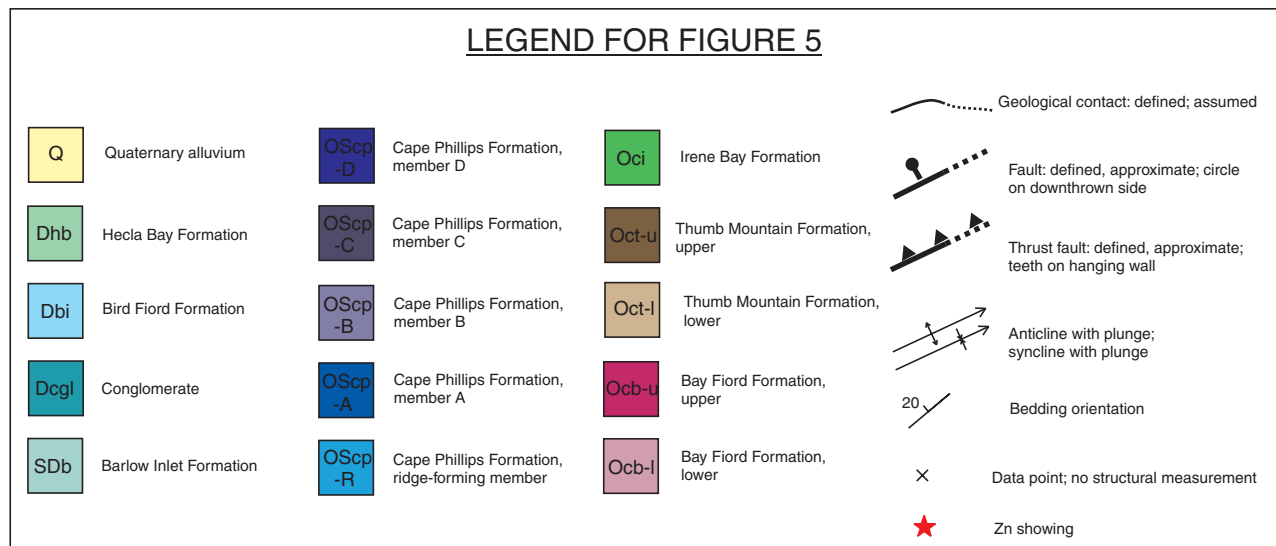 LEGEND FOR FIGURE 5
Q
Quaternary alluvium
Dhb
Hecla Bay Formation
Dbi
Bird Fiord Formation
Dcgl
Conglomerate
SDb
Barlow Inlet Formation
OScp
-D
Cape Phillips Formation,
member D
OScp
-C
Cape Phillips Formation,
member C
OScp
-B
Cape Phillips Formation,
member B
OScp
-A
Cape Phillips Formation,
member A
OScp
-R
Cape Phillips Formation,
ridge-forming member
Oci
Irene Bay Formation
Oct-u
Thumb Mountain Formation,
upper
Oct-l
Thumb Mountain Formation,
lower
Ocb-u
Bay Fiord Formation,
upper
Ocb-l
Bay Fiord Formation,
lower
Geological contact: defined; assumed
Fault: defined, approximate; circle
on downthrown side
Thrust fault: defined, approximate;
teeth on hanging wall
Anticline with plunge;
syncline with plunge
20
Bedding orientation
Data point; no structural measurement
Zn showing